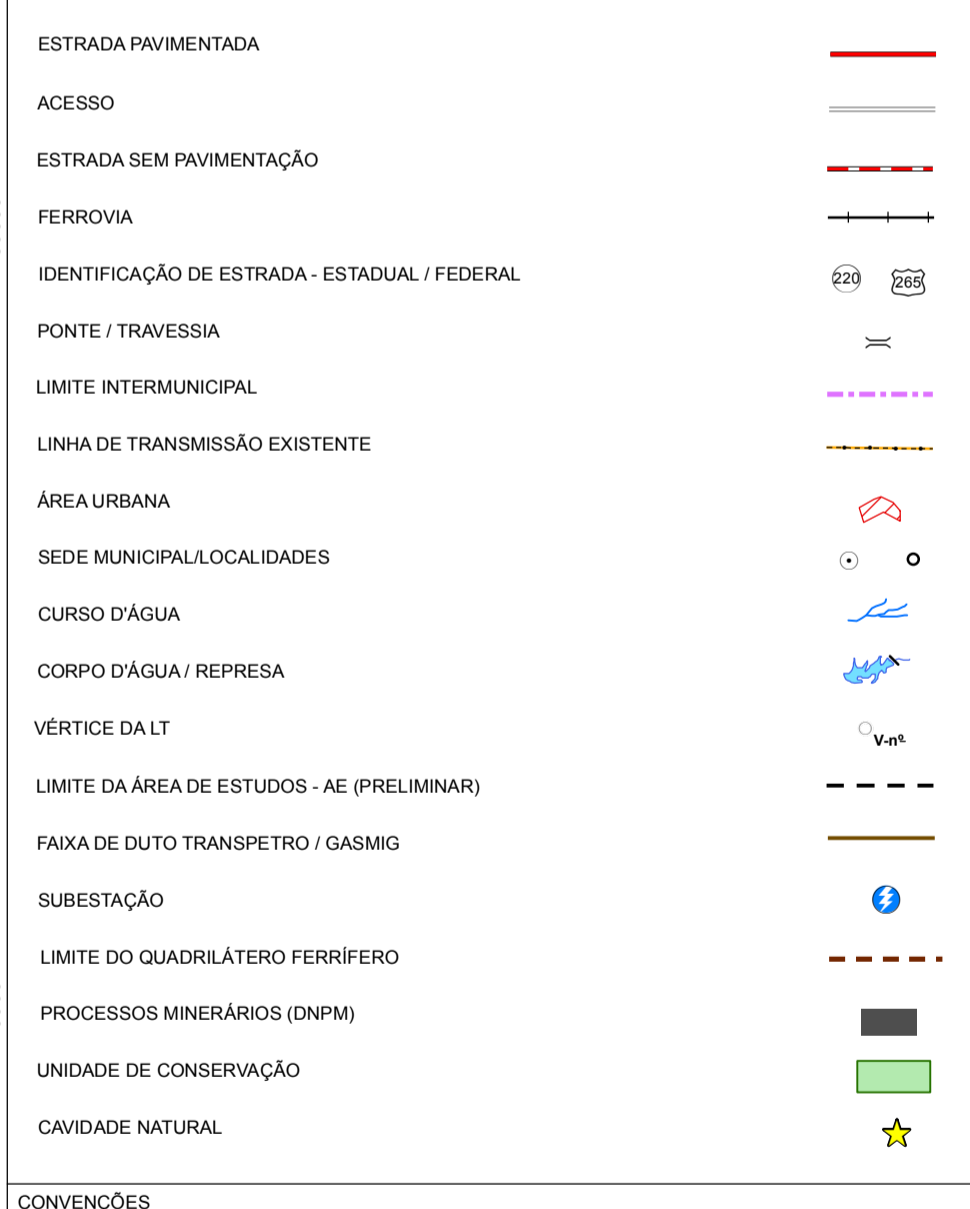 ESTRADA PAVIMENTADA
ACESSO
ESTRADA SEM PAVIMENTAÇÃO
FERROVIA
IDENTIFICAÇÃO DE ESTRADA - ESTADUAL / FEDERAL 220 265
PONTE / TRAVESSIA
LIMITE INTERMUNICIPAL
LINHA DE TRANSMISSÃO EXISTENTE
ÁREA URBANA
SEDE MUNICIPAL/LOCALIDADES
CURSO D'ÁGUA
CORPO D'ÁGUA / REPRESA
VÉRTICE DA LT V-nº
LIMITE DA ÁREA DE ESTUDOS - AE (PRELIMINAR)
FAIXA DE DUTO TRANSPETRO / GASMIG
SUBESTAÇÃO
LIMITE DO QUADRILÁTERO FERRÍFERO
PROCESSOS MINERÁRIOS (DNPM)
UNIDADE DE CONSERVAÇÃO
CAVIDADE NATURAL
CONVENÇÕES